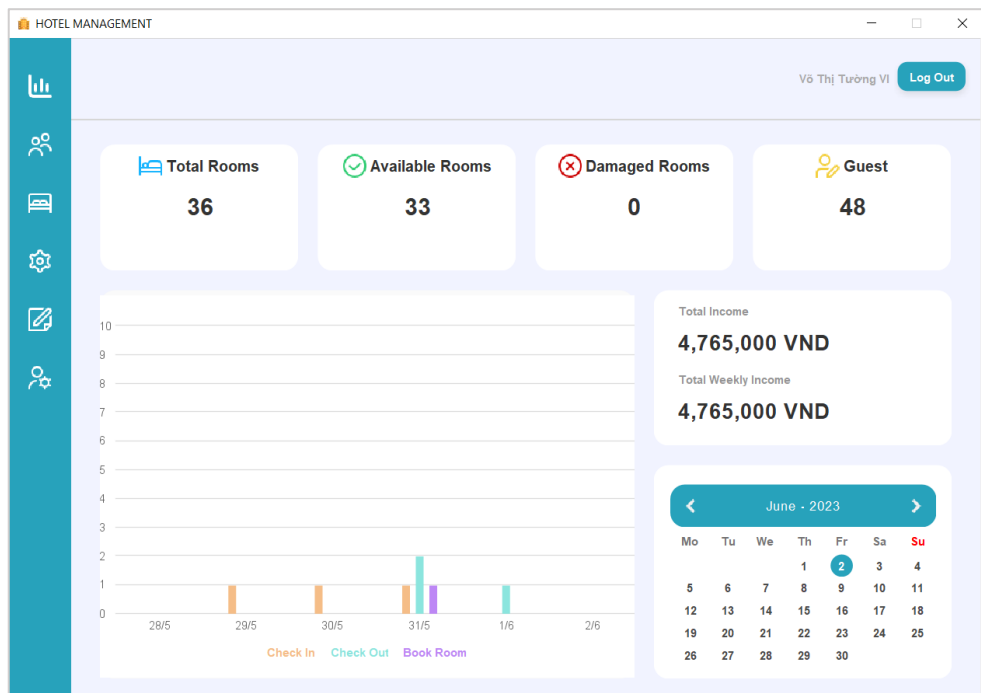 HOTEL MANAGEMENT
Võ Thị Tường VI
Log Out
Total Rooms
36
Available Rooms
33
Damaged Rooms
0
Guest
48
10
9
8
7
6
5
4
3
2
1
0
28/5 29/5 30/5 31/5 1/6 2/6
Check In Check Out Book Room
Total Income
4,765,000 VND
Total Weekly Income
4,765,000 VND
June - 2023
Mo Tu We Th Fr Sa Su
1 2 3 4
5 6 7 8 9 10 11
12 13 14 15 16 17 18
19 20 21 22 23 24 25
26 27 28 29 30